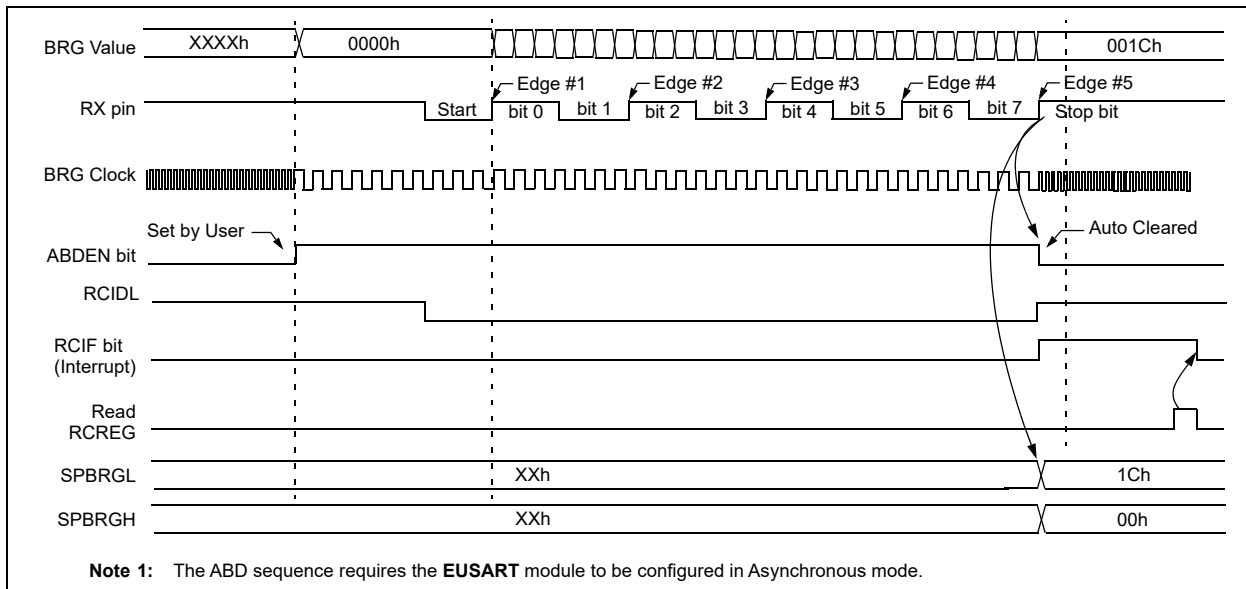 BRG Value XXXXh 0000h 001Ch
Edge #1 Edge #2 Edge #3 Edge #4 Edge #5
RX pin Start bit 0 bit 1 bit 2 bit 3 bit 4 bit 5 bit 6 bit 7 Stop bit
BRG Clock
Set by User Auto Cleared
ABDEN bit
RCIDL
RCIF bit
(Interrupt)
Read
RCREG
SPBRGL XXh 1Ch
SPBRGH XXh 00h
Note 1: The ABD sequence requires the EUSART module to be configured in Asynchronous mode.